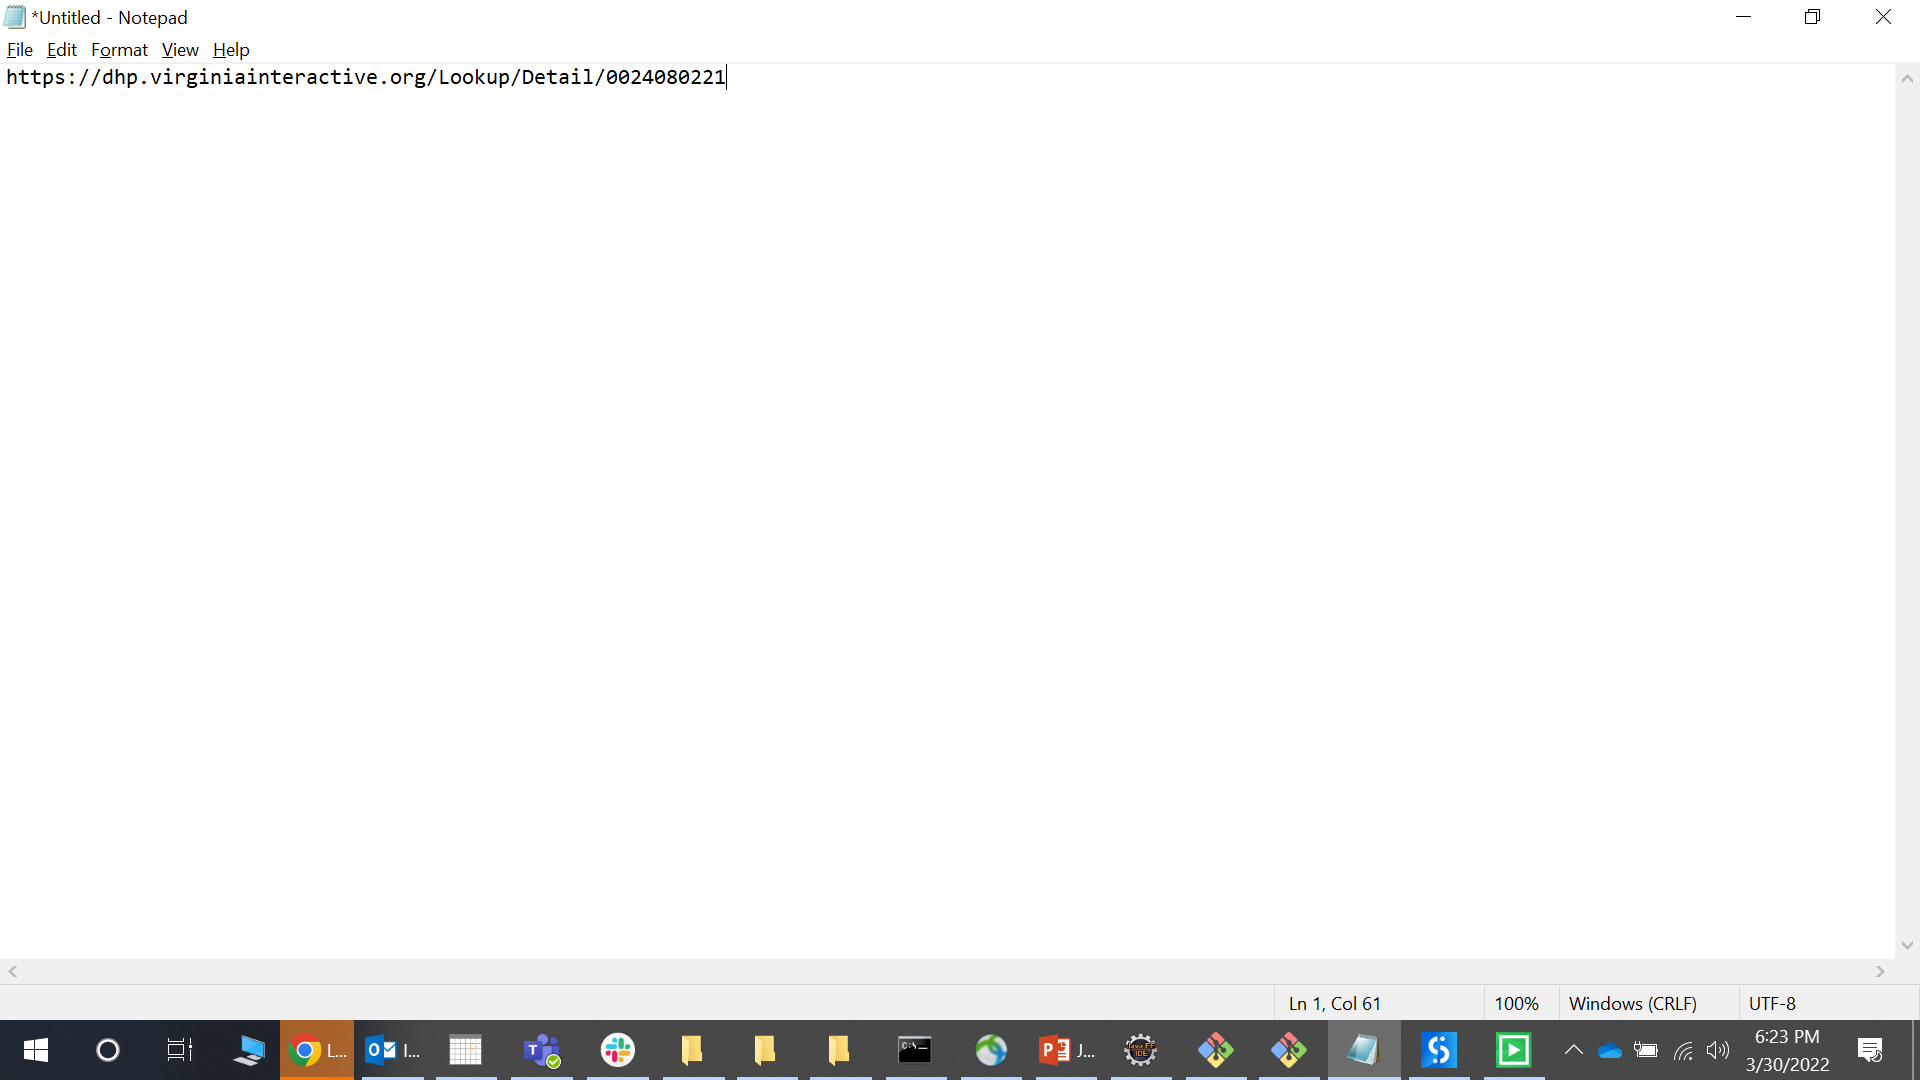 *Untitled - Notepad
File Edit Format View Help
https://dhp.virginiainteractive.org/Lookup/Detail/0024080221
Ln 1, Col 61 100% Windows (CRLF) UTF-8
L... I... J... 6:23 PM
3/30/2022